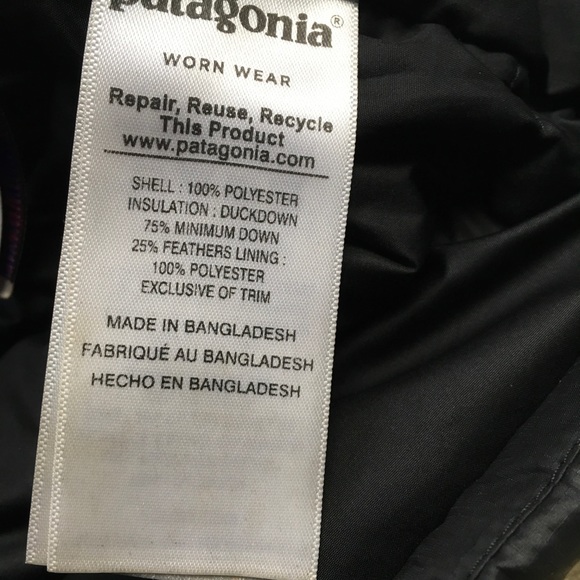 patagonia®
WORN WEAR
Repair, Reuse, Recycle
This Product
www.patagonia.com
SHELL : 100% POLYESTER
INSULATION : DUCKDOWN
75% MINIMUM DOWN
25% FEATHERS LINING :
100% POLYESTER
EXCLUSIVE OF TRIM
MADE IN BANGLADESH
FABRIQUÉ AU BANGLADESH
HECHO EN BANGLADESH